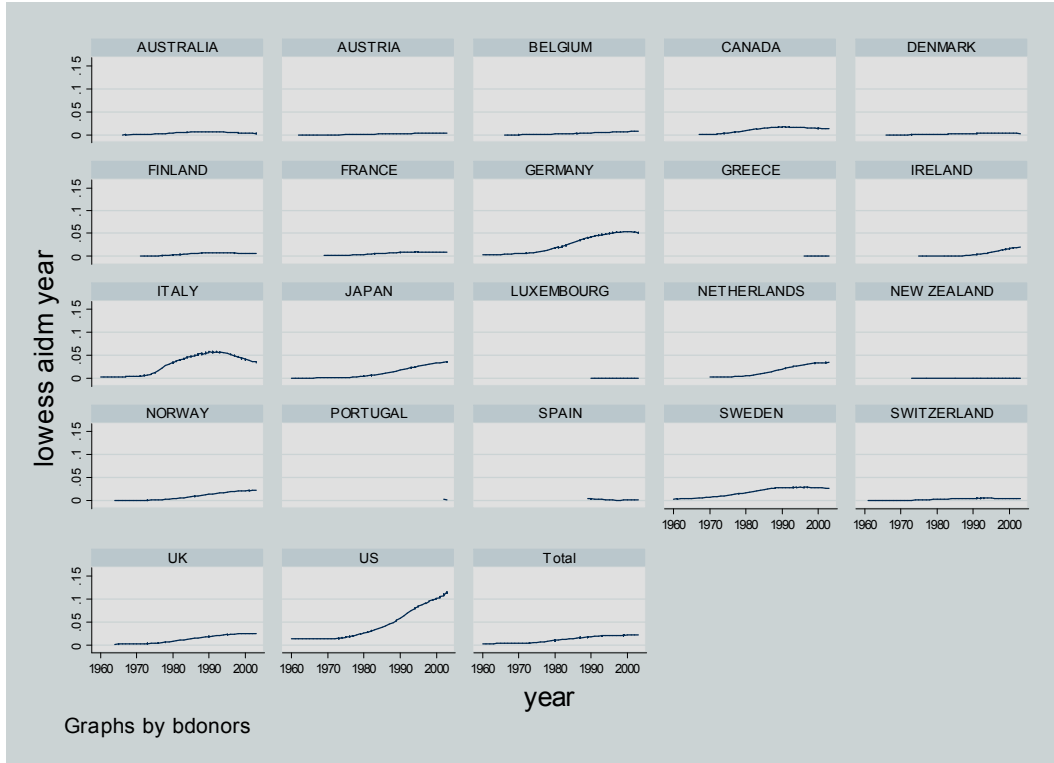 AUSTRALIA AUSTRIA BELGIUM CANADA DENMARK
0 .05 .1 .15
FINLAND FRANCE GERMANY GREECE IRELAND
0 .05 .1 .15
ITALY JAPAN LUXEMBOURG NETHERLANDS NEW ZEALAND
0 .05 .1 .15
NORWAY PORTUGAL SPAIN SWEDEN SWITZERLAND
0 .05 .1 .15
1960 1970 1980 1990 2000 1960 1970 1980 1990 2000
UK US Total
0 .05 .1 .15
1960 1970 1980 1990 2000 1960 1970 1980 1990 2000 1960 1970 1980 1990 2000
lowess aidm year
year
Graphs by bdonors